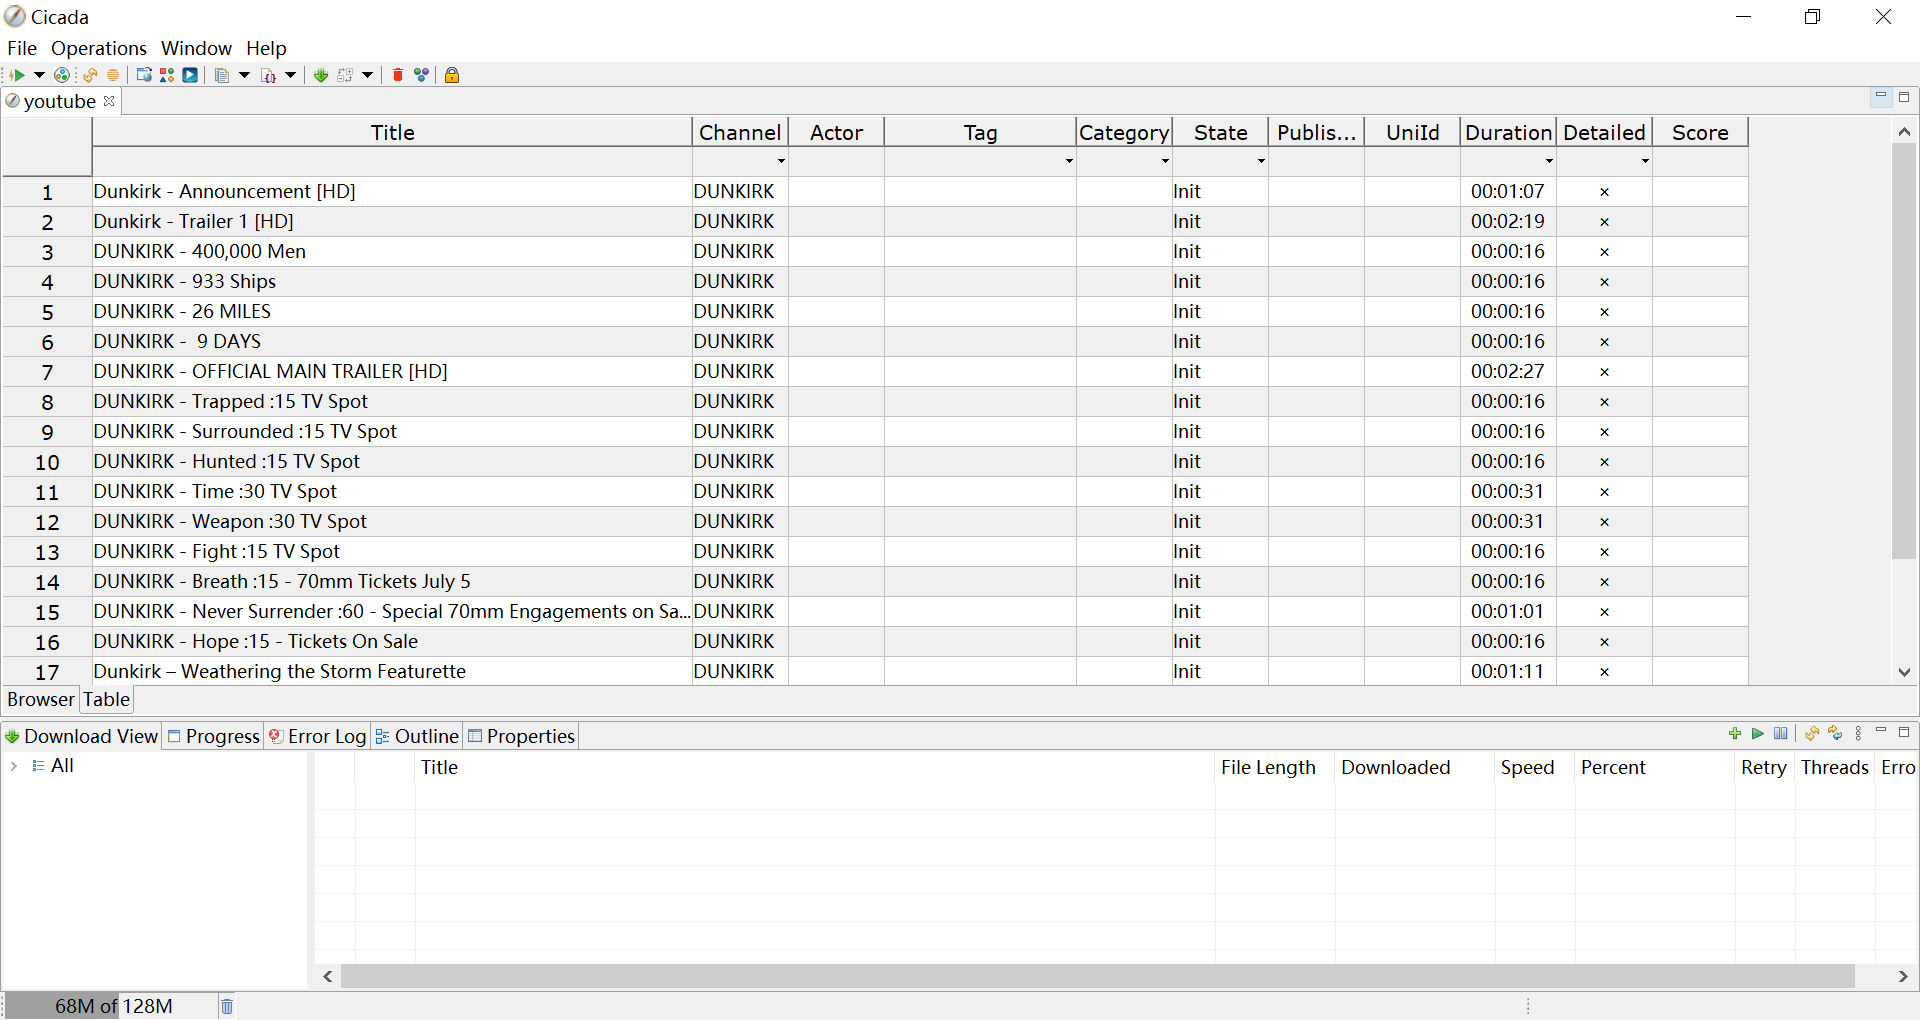 Cicada
File Operations Window Help
youtube
Title Channel Actor Tag Category State Publis... UniId Duration Detailed Score
1 Dunkirk - Announcement [HD] DUNKIRK Init 00:01:07 ×
2 Dunkirk - Trailer 1 [HD] DUNKIRK Init 00:02:19 ×
3 DUNKIRK - 400,000 Men DUNKIRK Init 00:00:16 ×
4 DUNKIRK - 933 Ships DUNKIRK Init 00:00:16 ×
5 DUNKIRK - 26 MILES DUNKIRK Init 00:00:16 ×
6 DUNKIRK -  9 DAYS DUNKIRK Init 00:00:16 ×
7 DUNKIRK - OFFICIAL MAIN TRAILER [HD] DUNKIRK Init 00:02:27 ×
8 DUNKIRK - Trapped :15 TV Spot DUNKIRK Init 00:00:16 ×
9 DUNKIRK - Surrounded :15 TV Spot DUNKIRK Init 00:00:16 ×
10 DUNKIRK - Hunted :15 TV Spot DUNKIRK Init 00:00:16 ×
11 DUNKIRK - Time :30 TV Spot DUNKIRK Init 00:00:31 ×
12 DUNKIRK - Weapon :30 TV Spot DUNKIRK Init 00:00:31 ×
13 DUNKIRK - Fight :15 TV Spot DUNKIRK Init 00:00:16 ×
14 DUNKIRK - Breath :15 - 70mm Tickets July 5 DUNKIRK Init 00:00:16 ×
15 DUNKIRK - Never Surrender :60 - Special 70mm Engagements on Sa... DUNKIRK Init 00:01:01 ×
16 DUNKIRK - Hope :15 - Tickets On Sale DUNKIRK Init 00:00:16 ×
17 Dunkirk – Weathering the Storm Featurette DUNKIRK Init 00:01:11 ×
Browser Table
Download View Progress Error Log Outline Properties
All Title File Length Downloaded Speed Percent Retry Threads Erro
68M of 128M